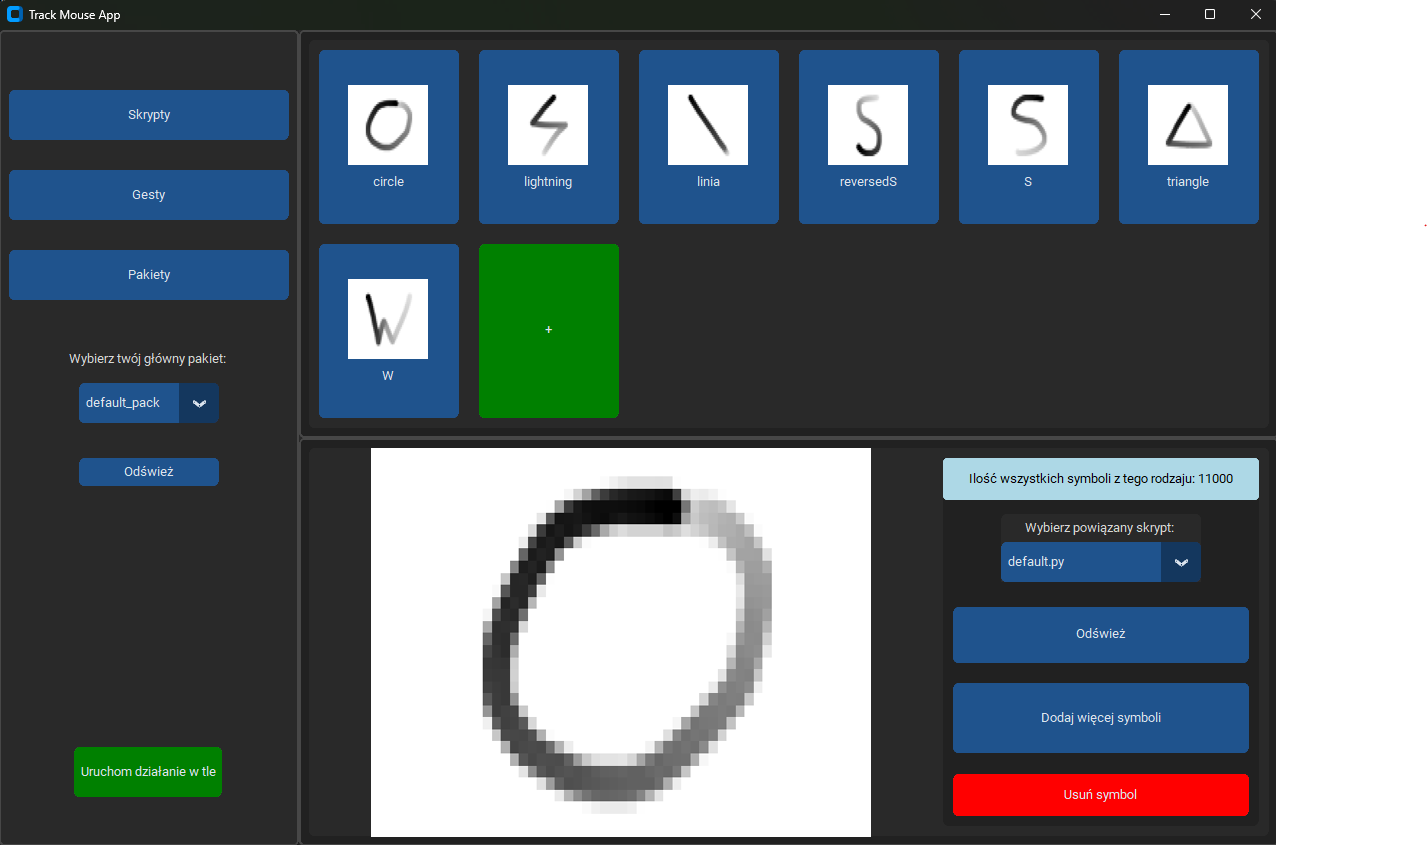 Track Mouse App
Skrypty
Gesty
Pakiety
Wybierz twój główny pakiet:
default_pack
Odśwież
Uruchom działanie w tle
circle
lightning
linia
reversedS
S
triangle
W
+
Ilość wszystkich symboli z tego rodzaju: 11000
Wybierz powiązany skrypt:
default.py
Odśwież
Dodaj więcej symboli
Usuń symbol